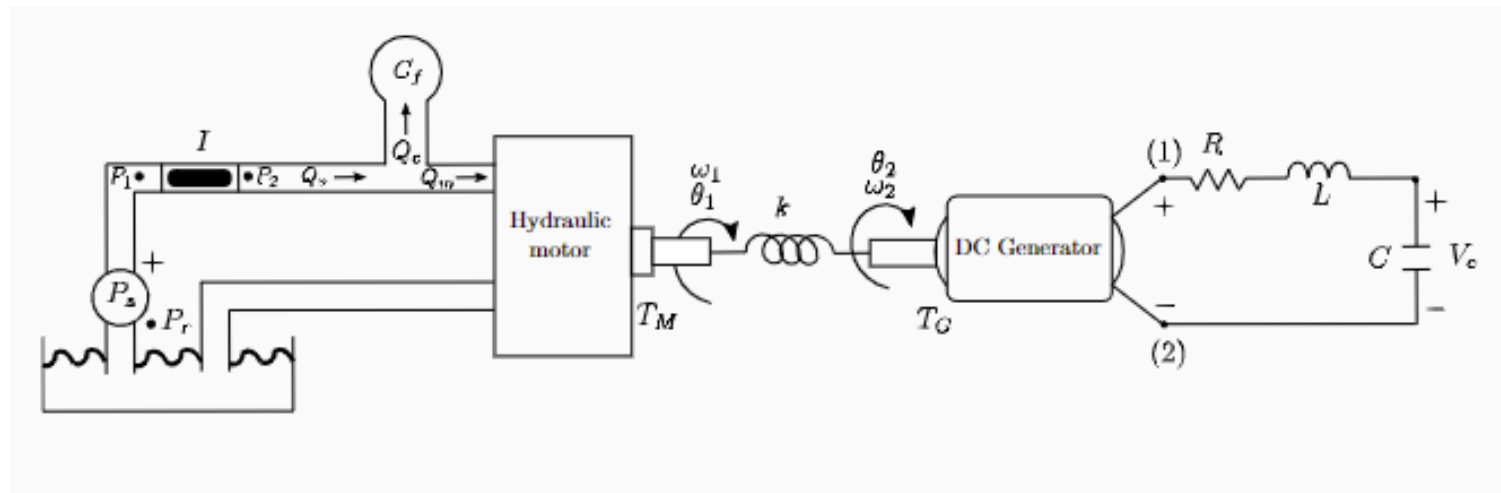 C_f
I
Q_c
P_1
P_2
Q_s
Q_m
Hydraulic
motor
ω_1
θ_1
k
θ_2
ω_2
DC Generator
(1)
R
+
L
+
C
V_c
−
−
(2)
+
P_s
P_r
T_M
T_G